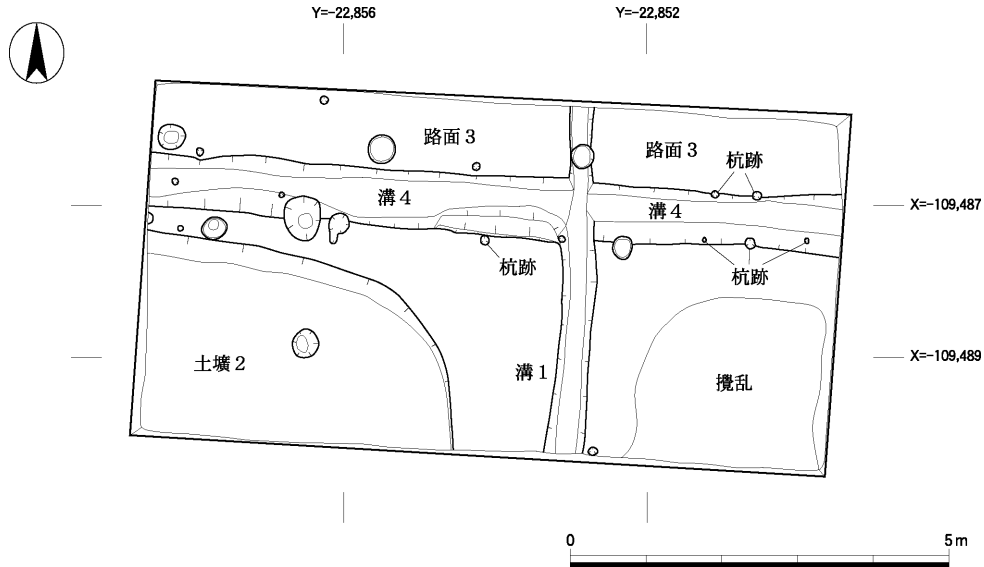 Y=-22,856
Y=-22,852
路面3
路面3
杭跡
溝4
溝4
X=-109,487
杭跡
杭跡
土壙2
溝1
攪乱
X=-109,489
0
5m